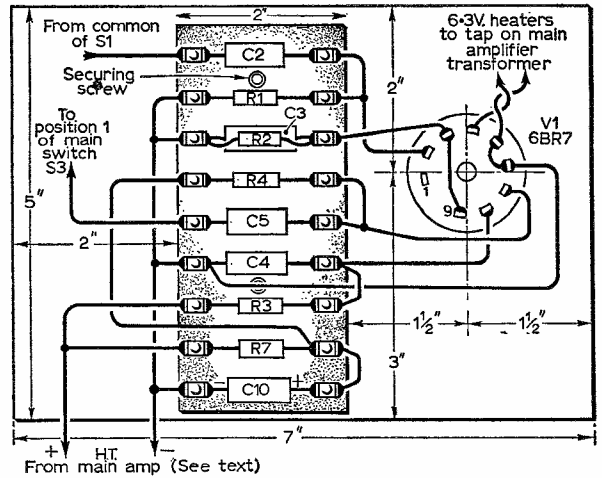 2"
From common
of S1
6·3V. heaters
to tap on main
amplifier
transformer
C2
Securing
screw
2"
R1
C3
To
position 1
of main
switch
S3
R2
V1
6BR7
R4
1
5"
9
C5
2"
C4
R3
1½"
1½"
R7
3"
− C10 +
7"
+ H.T. −
From main amp (See text)